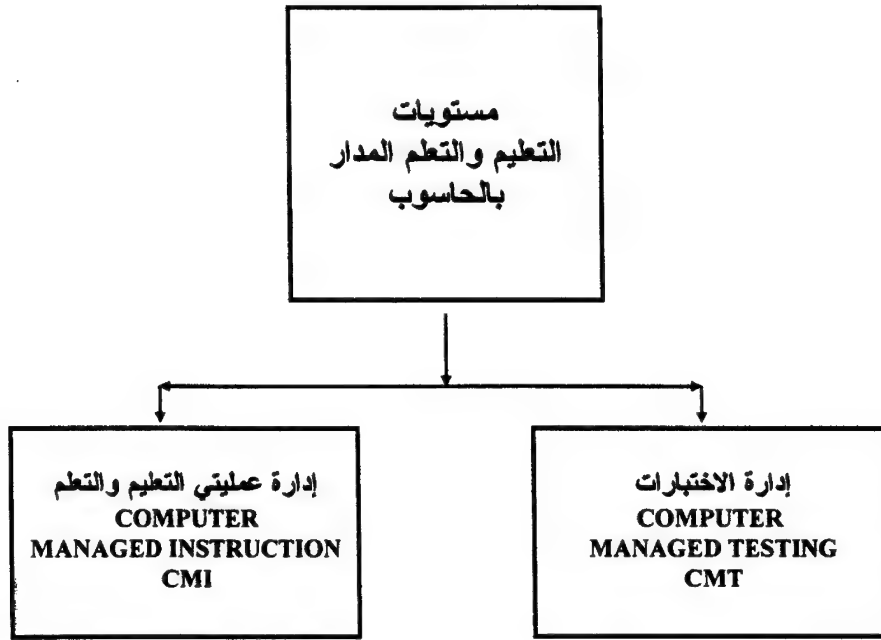 مستويات
التعليم والتعلم المدار
بالحاسوب
إدارة الاختبارات
COMPUTER
MANAGED TESTING
CMT
إدارة عمليتي التعليم والتعلم
COMPUTER
MANAGED INSTRUCTION
CMI